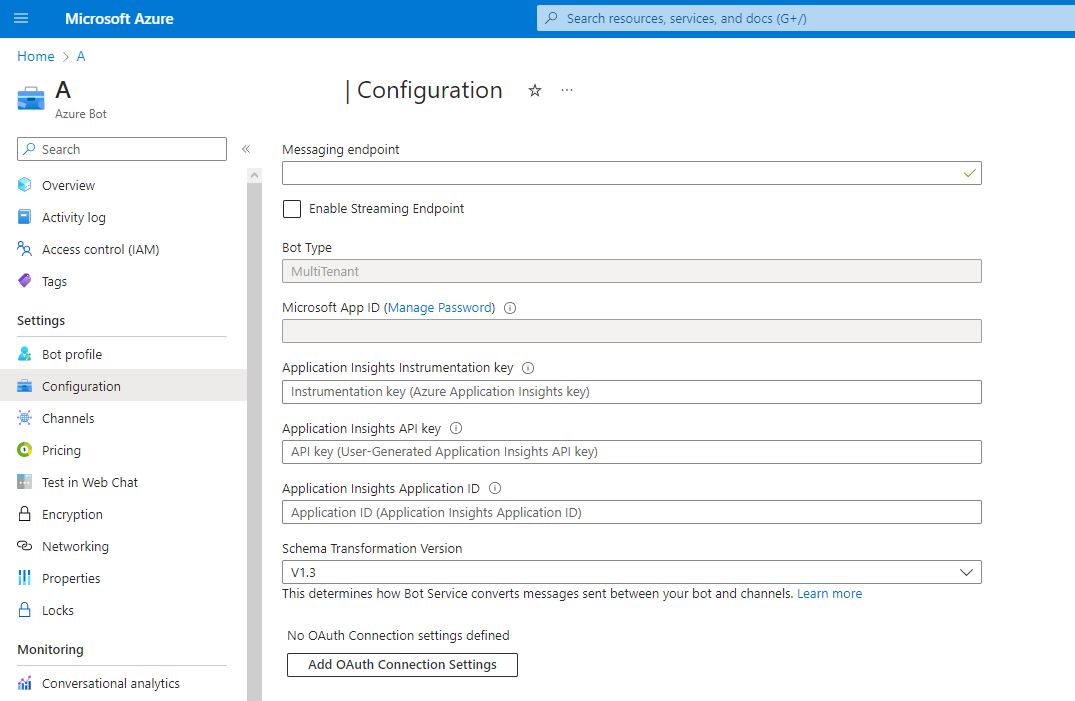 Microsoft Azure
Search resources, services, and docs (G+/)
Home > A
A | Configuration ☆ ···
Azure Bot
Search «
Overview
Activity log
Access control (IAM)
Tags
Settings
Bot profile
Configuration
Channels
Pricing
Test in Web Chat
Encryption
Networking
Properties
Locks
Monitoring
Conversational analytics
Messaging endpoint
Enable Streaming Endpoint
Bot Type
MultiTenant
Microsoft App ID (Manage Password)
Application Insights Instrumentation key
Instrumentation key (Azure Application Insights key)
Application Insights API key
API key (User-Generated Application Insights API key)
Application Insights Application ID
Application ID (Application Insights Application ID)
Schema Transformation Version
V1.3
This determines how Bot Service converts messages sent between your bot and channels. Learn more
No OAuth Connection settings defined
Add OAuth Connection Settings